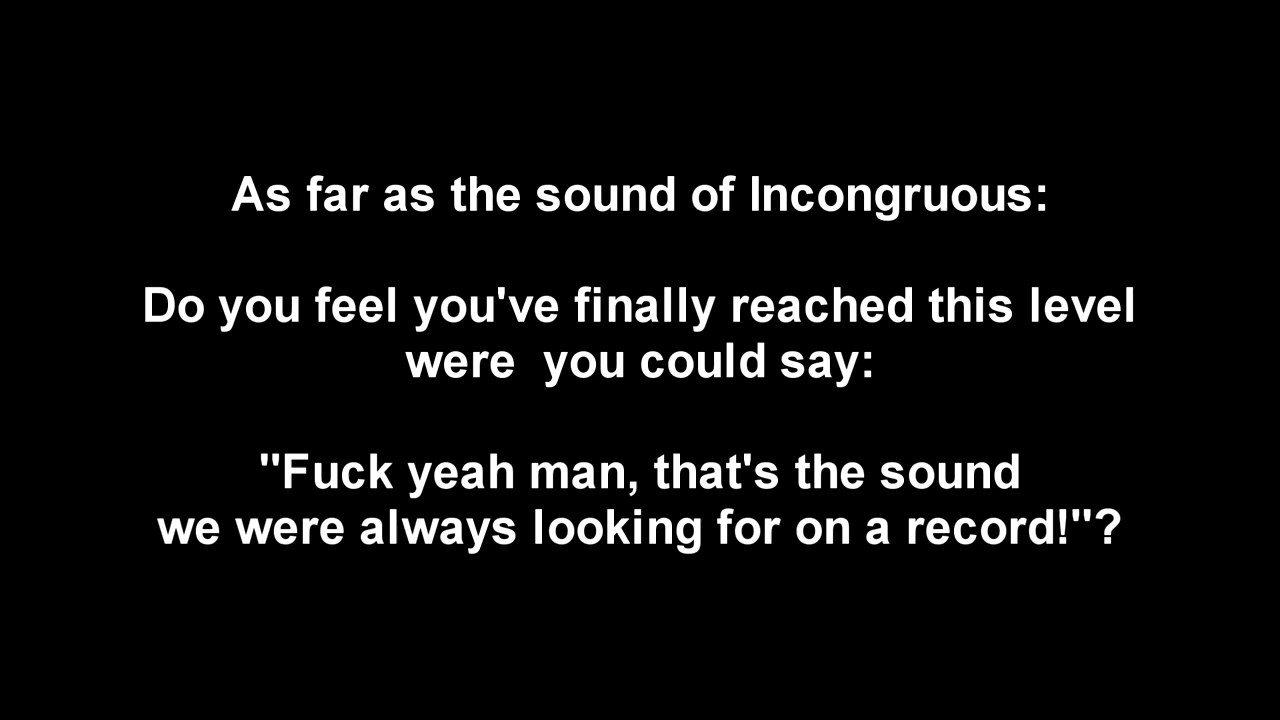 As far as the sound of Incongruous:
Do you feel you've finally reached this level
were  you could say:
"Fuck yeah man, that's the sound
we were always looking for on a record!"?